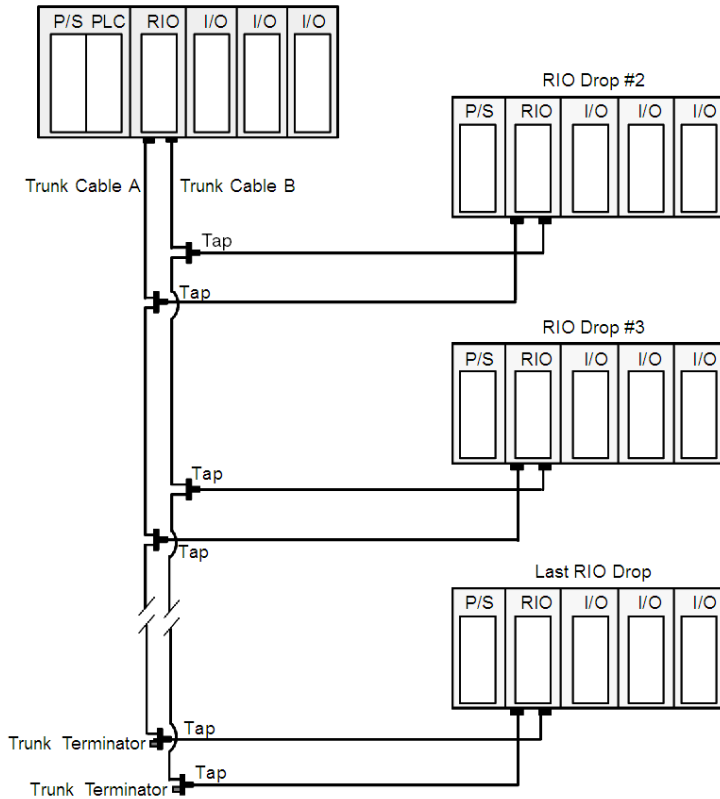 P/S PLC RIO I/O I/O I/O
RIO Drop #2
P/S RIO I/O I/O I/O
Trunk Cable A
Trunk Cable B
Tap
Tap
RIO Drop #3
P/S RIO I/O I/O I/O
Tap
Tap
Last RIO Drop
P/S RIO I/O I/O I/O
Tap
Trunk Terminator
Tap
Trunk Terminator